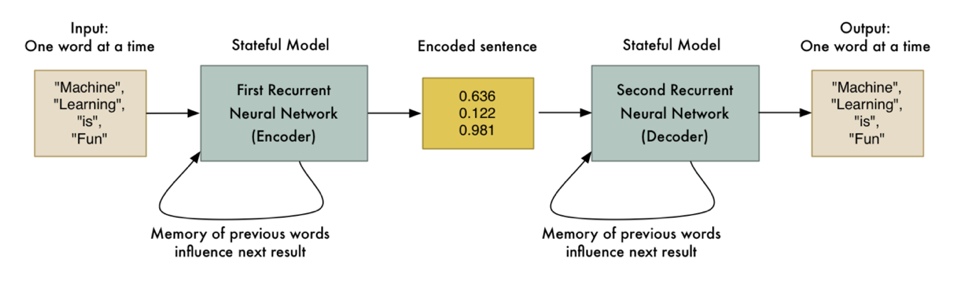 Input:
One word at a time
"Machine",
"Learning",
"is",
"Fun"
Stateful Model
First Recurrent
Neural Network
(Encoder)
Memory of previous words
influence next result
Encoded sentence
0.636
0.122
0.981
Stateful Model
Second Recurrent
Neural Network
(Decoder)
Memory of previous words
influence next result
Output:
One word at a time
"Machine",
"Learning",
"is",
"Fun"